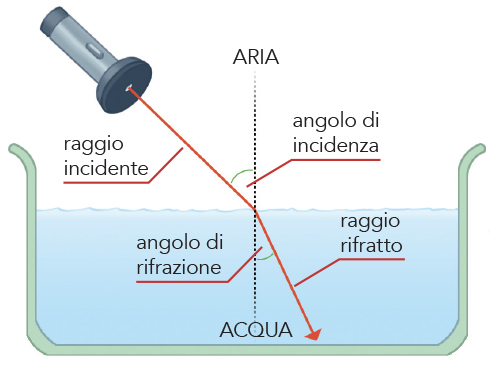 ARIA
angolo di
incidenza
raggio
incidente
raggio
rifratto
angolo di
rifrazione
ACQUA